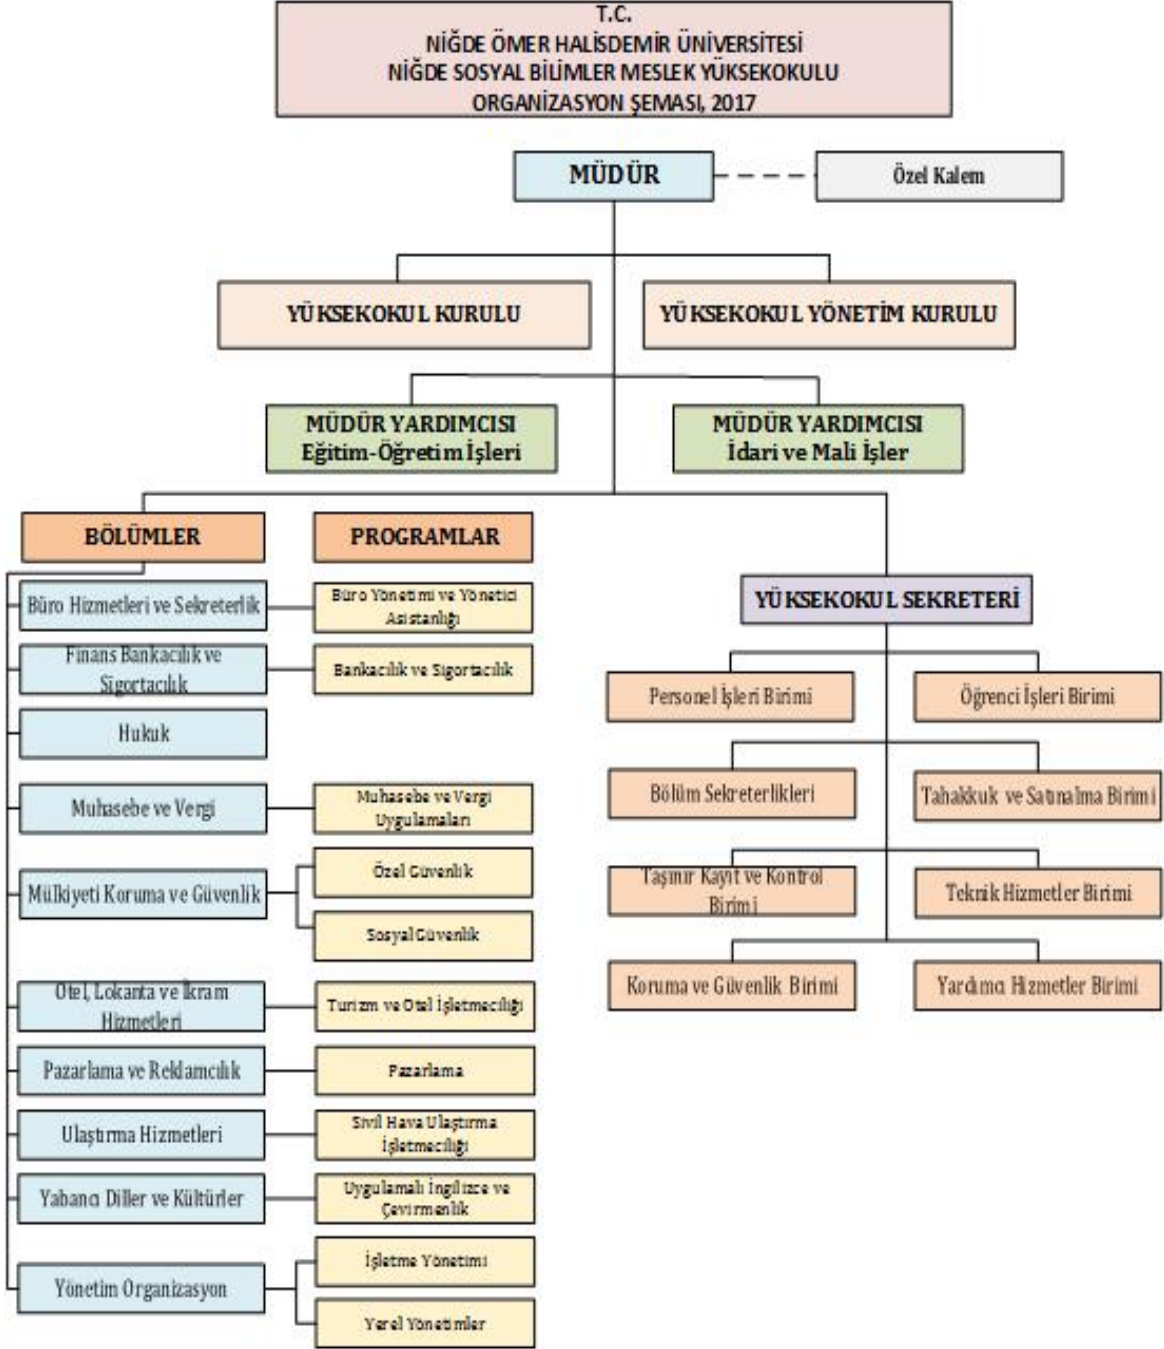 T.C.
NİĞDE ÖMER HALİSDEMİR ÜNİVERSİTESİ
NİĞDE SOSYAL BİLİMLER MESLEK YÜKSEKOKULU
ORGANİZASYON ŞEMASI, 2017
MÜDÜR
Özel Kalem
YÜKSEKOKUL KURULU
YÜKSEKOKUL YÖNETİM KURULU
MÜDÜR YARDIMCISI
Eğitim-Öğretim İşleri
MÜDÜR YARDIMCISI
İdari ve Mali İşler
BÖLÜMLER
PROGRAMLAR
Büro Hizmetleri ve Sekreterlik
Büro Yönetimi ve Yönetici
Asistanlığı
Finans Bankacılık ve
Sigortacılık
Bankacılık ve Sigortacılık
Hukuk
Muhasebe ve Vergi
Muhasebe ve Vergi
Uygulamaları
Mülkiyeti Koruma ve Güvenlik
Özel Güvenlik
Sosyal Güvenlik
Otel, Lokanta ve İkram
Hizmetleri
Turizm ve Otel İşletmeciliği
Pazarlama ve Reklamcılık
Pazarlama
Ulaştırma Hizmetleri
Sivil Hava Ulaştırma
İşletmeciliği
Yabancı Diller ve Kültürler
Uygulamalı İngilizce ve
Çevirmenlik
Yönetim Organizasyon
İşletme Yönetimi
Yerel Yönetimler
YÜKSEKOKUL SEKRETERİ
Personel İşleri Birimi
Öğrenci İşleri Birimi
Bölüm Sekreterlikleri
Tahakkuk ve Satınalma Birimi
Taşınır Kayıt ve Kontrol
Birimi
Teknik Hizmetler Birimi
Koruma ve Güvenlik Birimi
Yardımcı Hizmetler Birimi